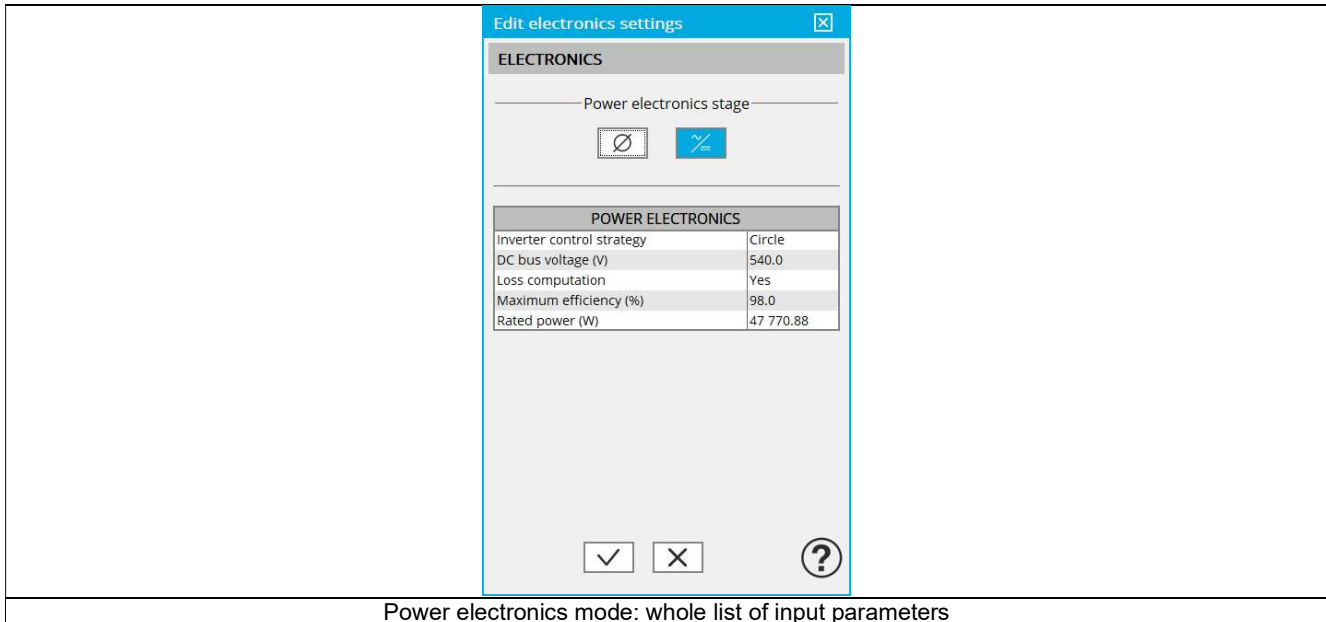 Edit electronics settings
ELECTRONICS
Power electronics stage
POWER ELECTRONICS
Inverter control strategy Circle
DC bus voltage (V) 540.0
Loss computation Yes
Maximum efficiency (%) 98.0
Rated power (W) 47 770.88
?
Power electronics mode: whole list of input parameters